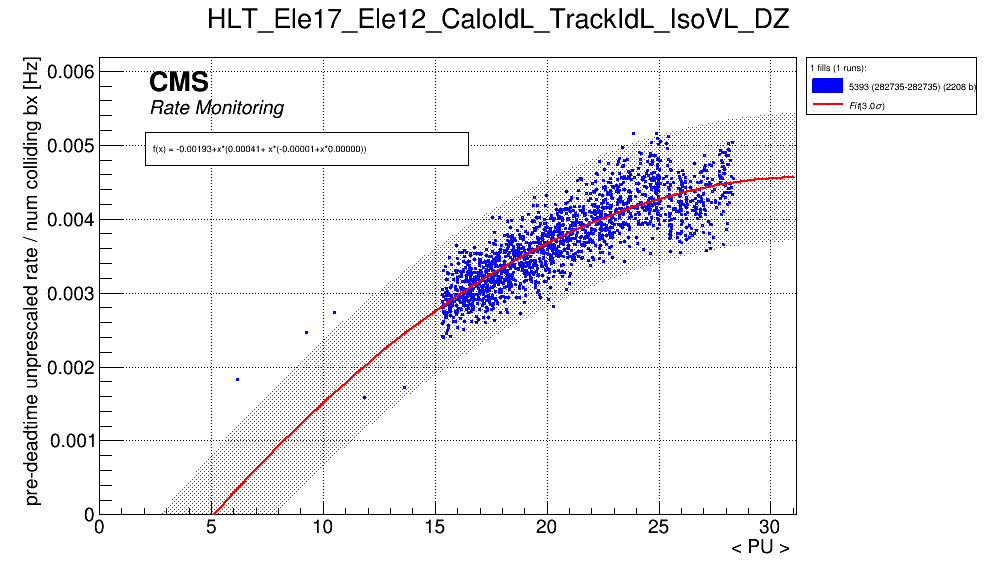 HLT_Ele17_Ele12_CaloIdL_TrackIdL_IsoVL_DZ
pre-deadtime unprescaled rate / num colliding bx [Hz]
0.006
0.005
0.004
0.003
0.002
0.001
0
CMS
Rate Monitoring
f(x) = -0.00193+x*(0.00041+ x*(-0.00001+x*0.00000))
0 5 10 15 20 25 30
< PU >
1 fills (1 runs):
5393 (282735-282735) (2208 b)
Fit(3.0σ)